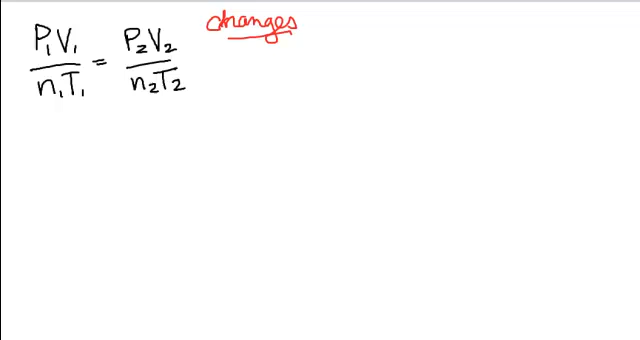 changes
P₁V₁/n₁T₁ = P₂V₂/n₂T₂